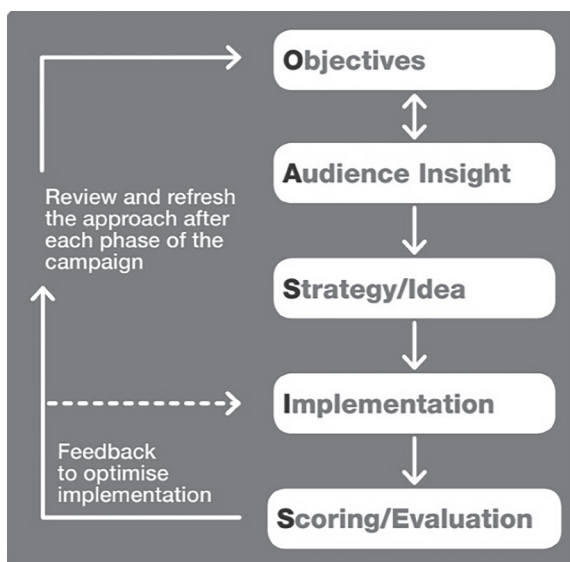 Objectives
Audience Insight
Review and refresh
the approach after
each phase of the
campaign
Strategy/Idea
Implementation
Feedback
to optimise
implementation
Scoring/Evaluation